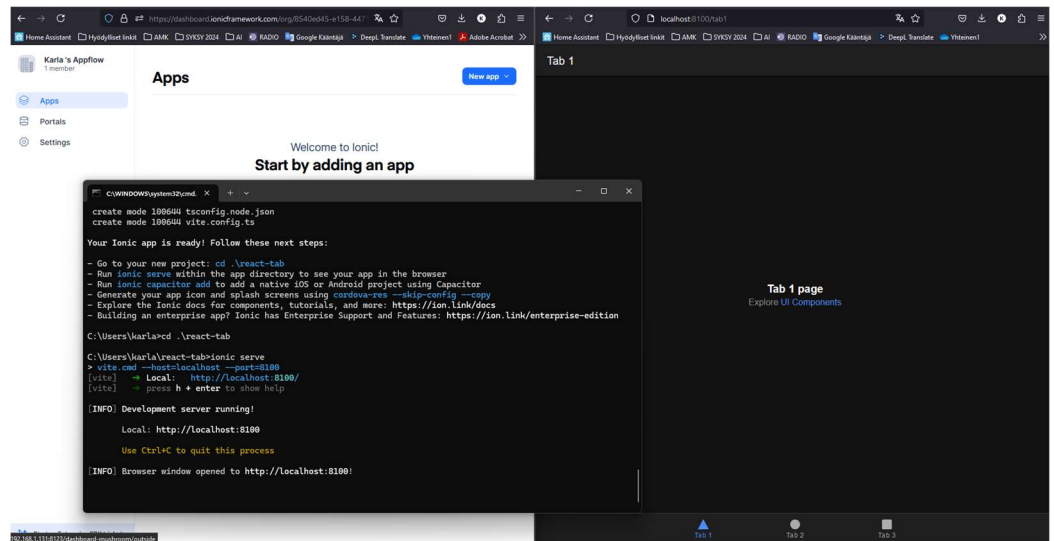 https://dashboard.ionicframework.com/org/8540ed45-e158-447
Home Assistant Hyödylliset linkit AMK SYKSY 2024 AI RADIO Google Kääntäjä DeepL Translate Yhteinen1 Adobe Acrobat
Karla 's Appflow
1 member
Apps
Portals
Settings
Apps
New app
Welcome to Ionic!
Start by adding an app
localhost:8100/tab1
Home Assistant Hyödylliset linkit AMK SYKSY 2024 AI RADIO Google Kääntäjä DeepL Translate Yhteinen1
Tab 1
Tab 1 page
Explore UI Components
Tab 1
Tab 2
Tab 3
C:\WINDOWS\system32\cmd.
create mode 100644 tsconfig.node.json
create mode 100644 vite.config.ts
Your Ionic app is ready! Follow these next steps:
- Go to your new project: cd .\react-tab
- Run ionic serve within the app directory to see your app in the browser
- Run ionic capacitor add to add a native iOS or Android project using Capacitor
- Generate your app icon and splash screens using cordova-res --skip-config --copy
- Explore the Ionic docs for components, tutorials, and more: https://ion.link/docs
- Building an enterprise app? Ionic has Enterprise Support and Features: https://ion.link/enterprise-edition
C:\Users\karla>cd .\react-tab
C:\Users\karla\react-tab>ionic serve
> vite.cmd --host=localhost --port=8100
[vite] → Local: http://localhost:8100/
[vite] → press h + enter to show help
[INFO] Development server running!
Local: http://localhost:8100
Use Ctrl+C to quit this process
[INFO] Browser window opened to http://localhost:8100!
192.168.1.131:8123/dashboard-mushroom/outside